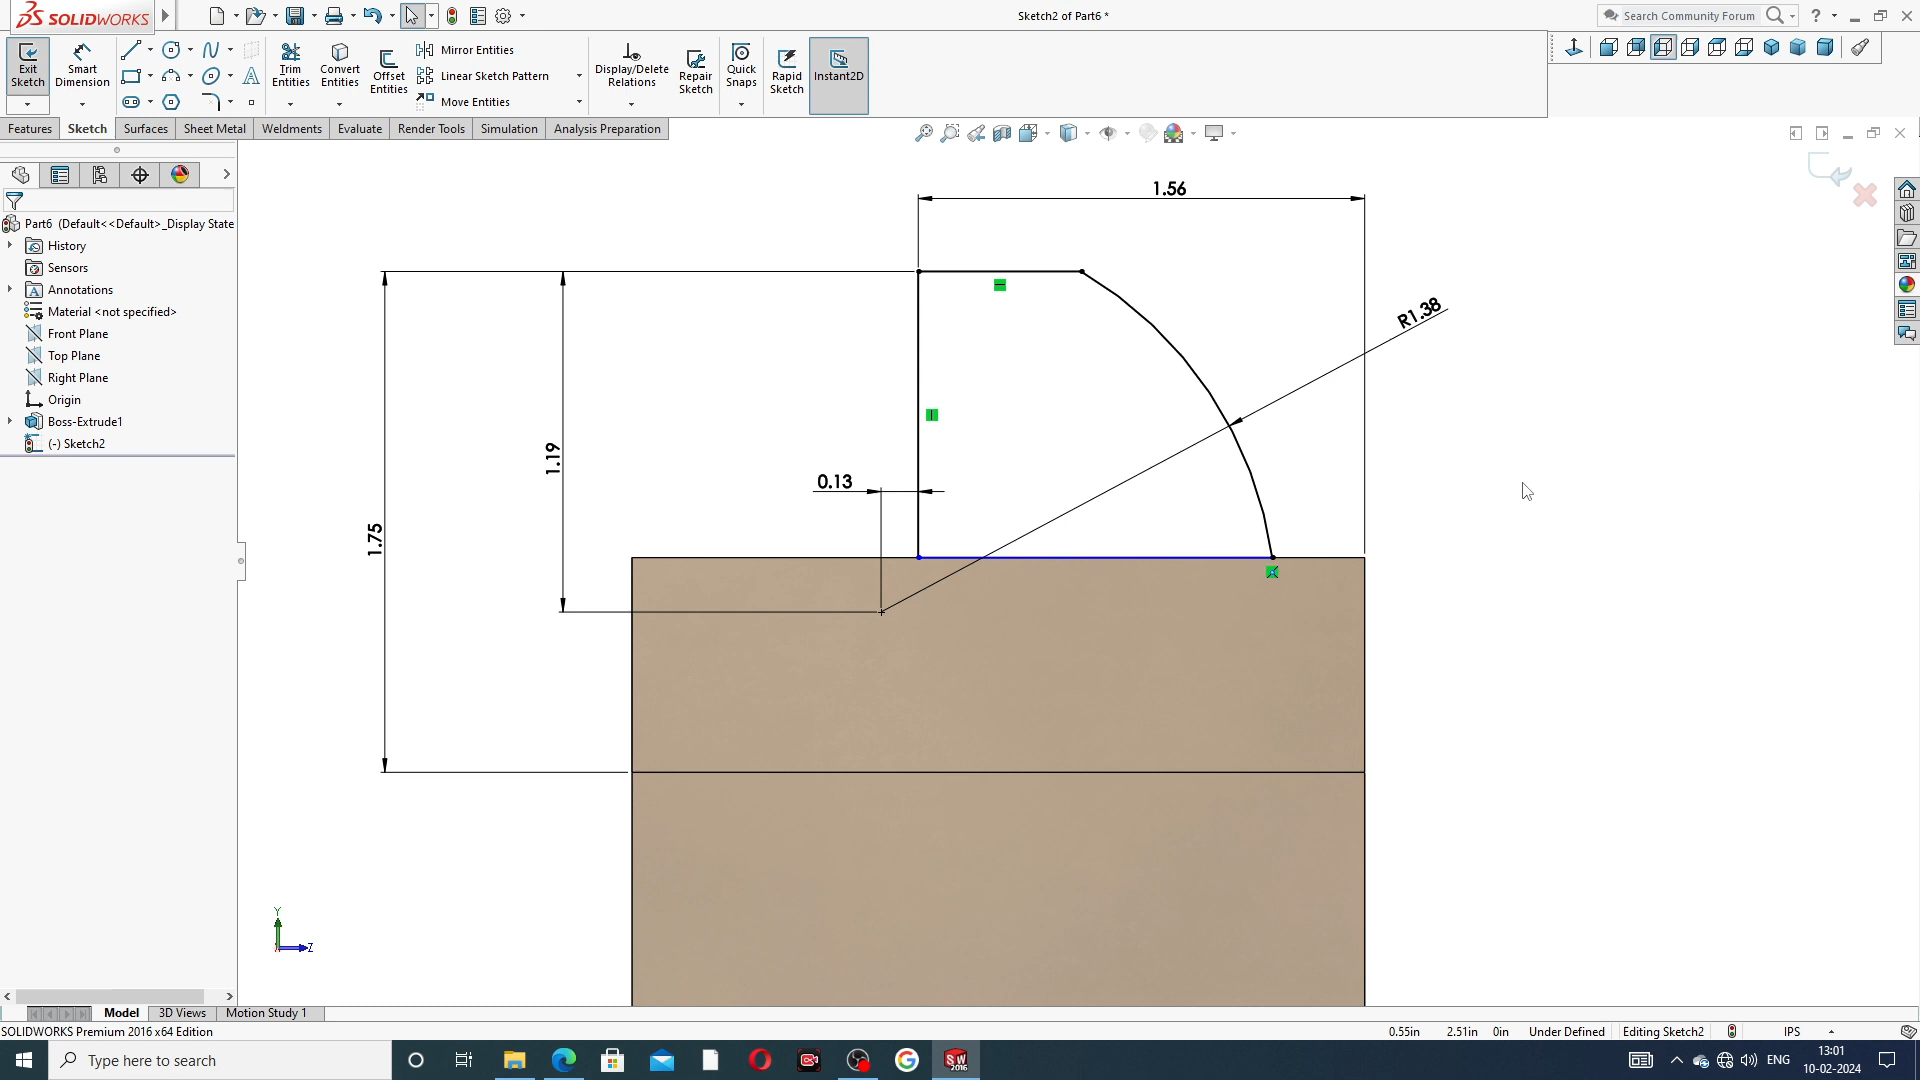 SOLIDWORKS
Sketch2 of Part6 *
Search Community Forum
Exit Sketch
Smart Dimension
Trim Entities
Convert Entities
Offset Entities
Mirror Entities
Linear Sketch Pattern
Move Entities
Display/Delete Relations
Repair Sketch
Quick Snaps
Rapid Sketch
Instant2D
Features
Sketch
Surfaces
Sheet Metal
Weldments
Evaluate
Render Tools
Simulation
Analysis Preparation
Part6 (Default<<Default>_Display State
History
Sensors
Annotations
Material <not specified>
Front Plane
Top Plane
Right Plane
Origin
Boss-Extrude1
(-) Sketch2
1.56
R1.38
1.19
0.13
1.75
Y
Z
Model
3D Views
Motion Study 1
SOLIDWORKS Premium 2016 x64 Edition
0.55in
2.51in
0in
Under Defined
Editing Sketch2
IPS
Type here to search
SW
2016
ENG
13:01
10-02-2024